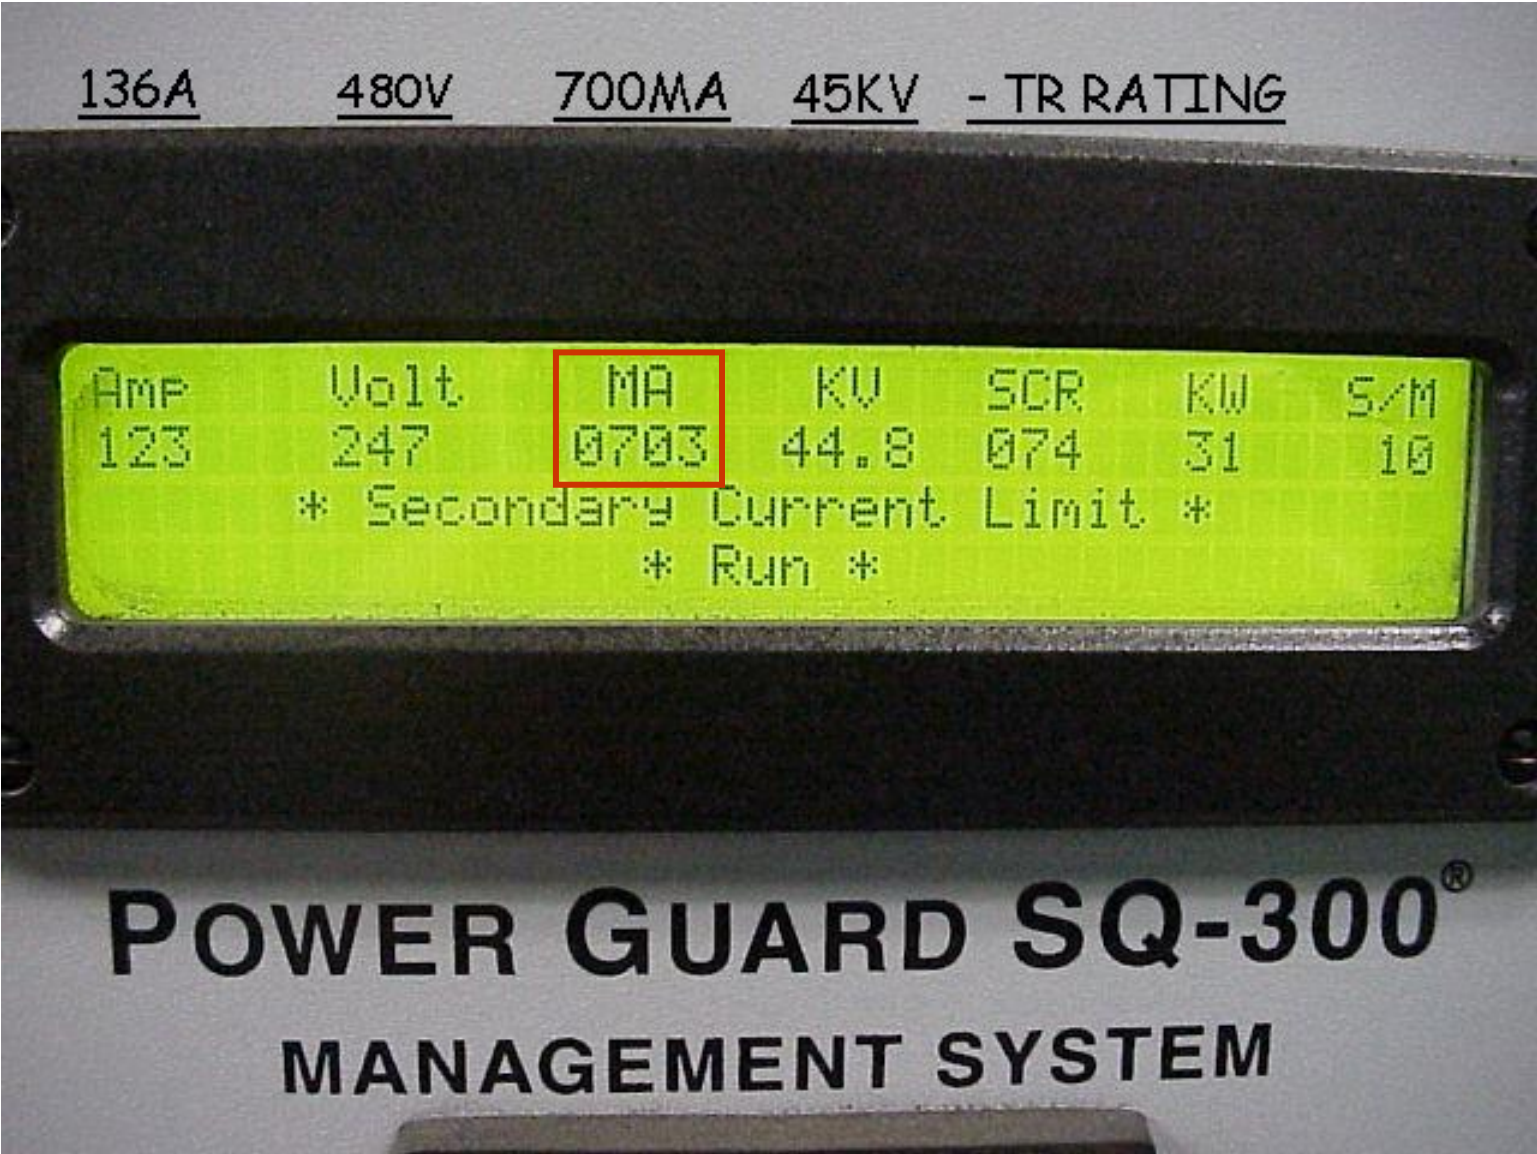 136A 480V 700MA 45KV - TR RATING
Amp Volt MA KV SCR KW S/M
123 247 0703 44.8 074 31 10
* Secondary Current Limit *
* Run *
POWER GUARD SQ-300®
MANAGEMENT SYSTEM